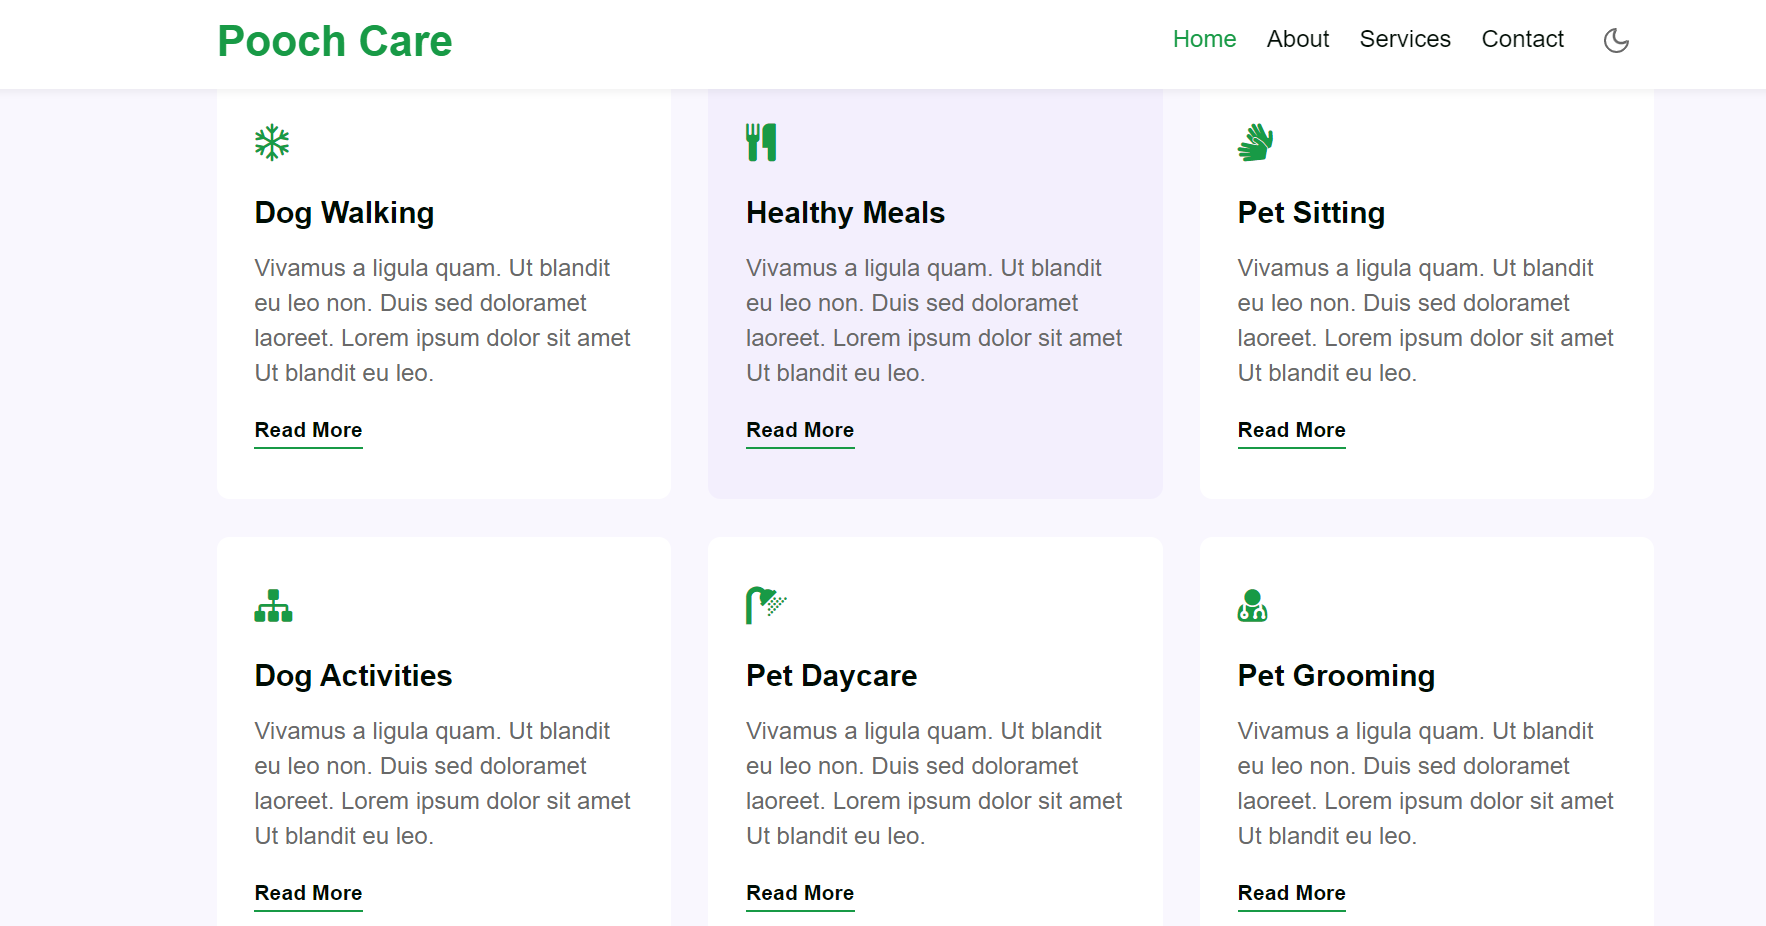 Pooch Care
Home About Services Contact
Dog Walking
Vivamus a ligula quam. Ut blandit
eu leo non. Duis sed doloramet
laoreet. Lorem ipsum dolor sit amet
Ut blandit eu leo.
Read More
Healthy Meals
Vivamus a ligula quam. Ut blandit
eu leo non. Duis sed doloramet
laoreet. Lorem ipsum dolor sit amet
Ut blandit eu leo.
Read More
Pet Sitting
Vivamus a ligula quam. Ut blandit
eu leo non. Duis sed doloramet
laoreet. Lorem ipsum dolor sit amet
Ut blandit eu leo.
Read More
Dog Activities
Vivamus a ligula quam. Ut blandit
eu leo non. Duis sed doloramet
laoreet. Lorem ipsum dolor sit amet
Ut blandit eu leo.
Read More
Pet Daycare
Vivamus a ligula quam. Ut blandit
eu leo non. Duis sed doloramet
laoreet. Lorem ipsum dolor sit amet
Ut blandit eu leo.
Read More
Pet Grooming
Vivamus a ligula quam. Ut blandit
eu leo non. Duis sed doloramet
laoreet. Lorem ipsum dolor sit amet
Ut blandit eu leo.
Read More